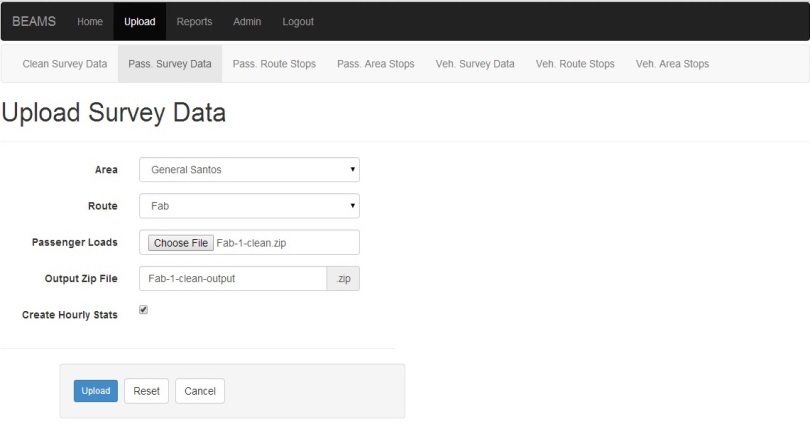 BEAMS Home Upload Reports Admin Logout
Clean Survey Data Pass. Survey Data Pass. Route Stops Pass. Area Stops Veh. Survey Data Veh. Route Stops Veh. Area Stops
Upload Survey Data
Area General Santos
Route Fab
Passenger Loads Choose File Fab-1-clean.zip
Output Zip File Fab-1-clean-output .zip
Create Hourly Stats
Upload Reset Cancel